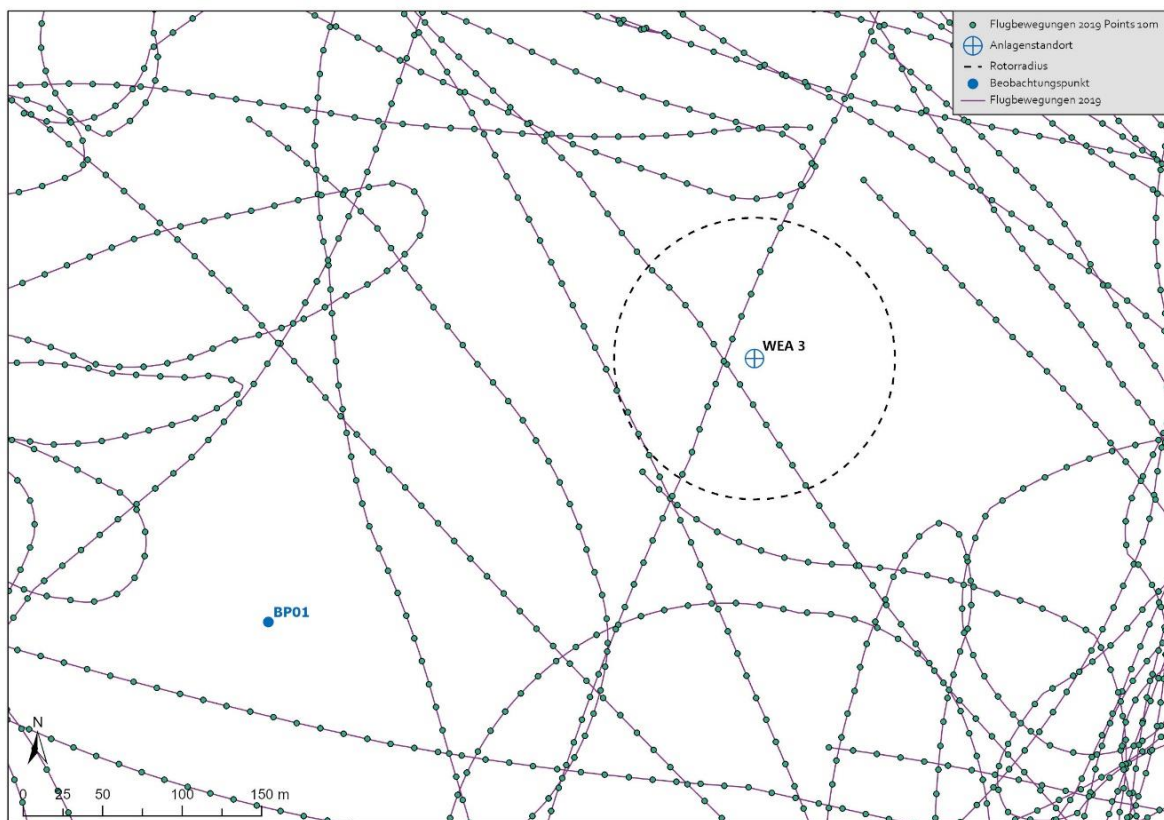 Flugbewegungen 2019 Points 10m
Anlagenstandort
Rotorradius
Beobachtungspunkt
Flugbewegungen 2019
WEA 3
BP01
N
0 25 50 100 150 m